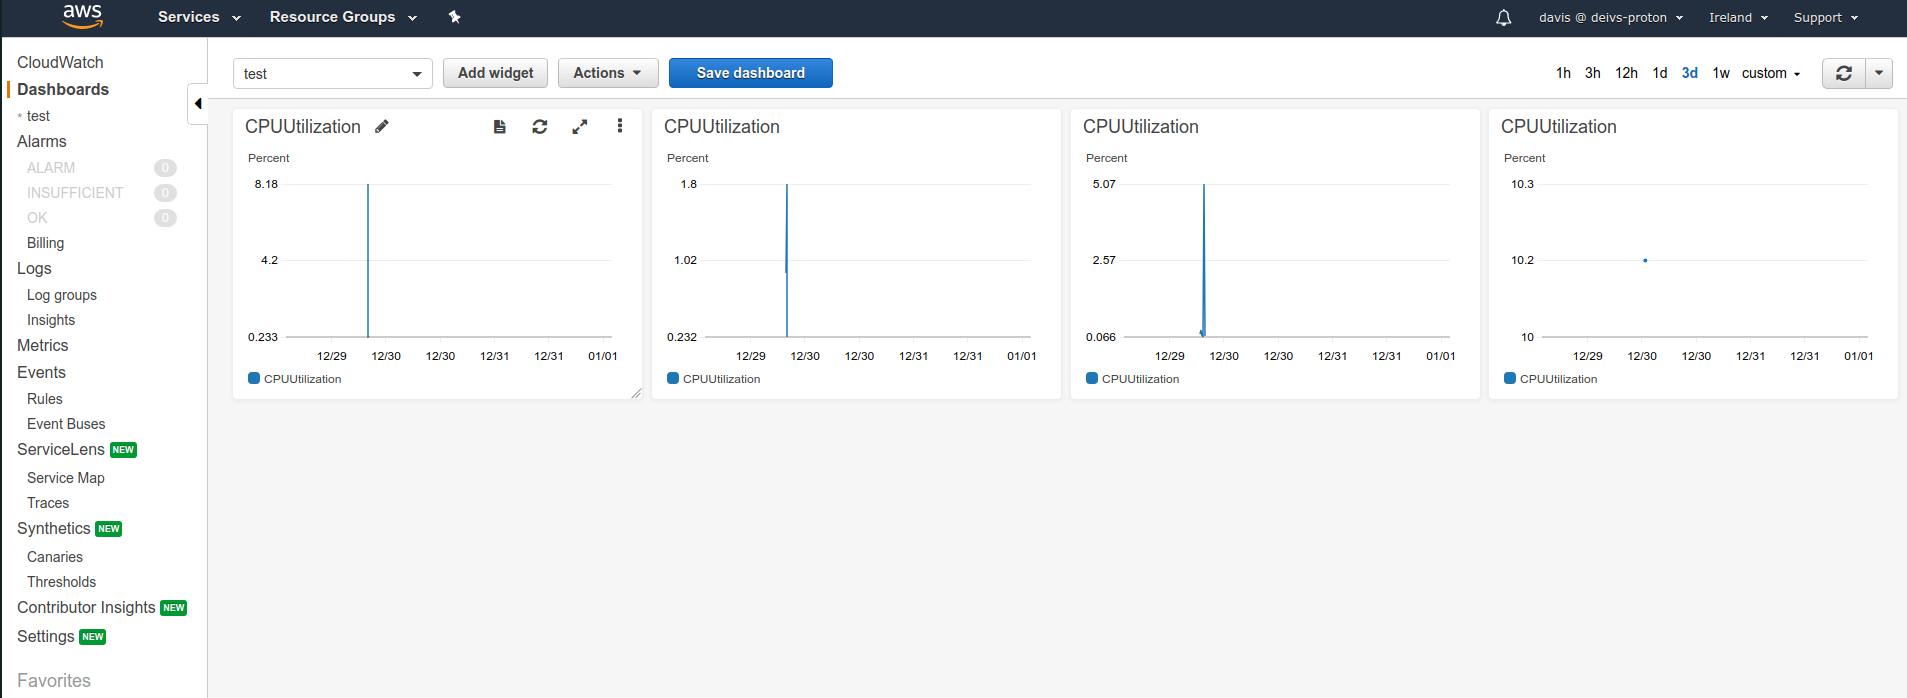 aws Services Resource Groups davis @ deivs-proton Ireland Support
CloudWatch
Dashboards
* test
Alarms
ALARM 0
INSUFFICIENT 0
OK 0
Billing
Logs
Log groups
Insights
Metrics
Events
Rules
Event Buses
ServiceLens NEW
Service Map
Traces
Synthetics NEW
Canaries
Thresholds
Contributor Insights NEW
Settings NEW
Favorites
test Add widget Actions Save dashboard 1h 3h 12h 1d 3d 1w custom
CPUUtilization
Percent
8.18
4.2
0.233
12/29 12/30 12/30 12/31 12/31 01/01
CPUUtilization
CPUUtilization
Percent
1.8
1.02
0.232
12/29 12/30 12/30 12/31 12/31 01/01
CPUUtilization
CPUUtilization
Percent
5.07
2.57
0.066
12/29 12/30 12/30 12/31 12/31 01/01
CPUUtilization
CPUUtilization
Percent
10.3
10.2
10
12/29 12/30 12/30 12/31 12/31 01/01
CPUUtilization